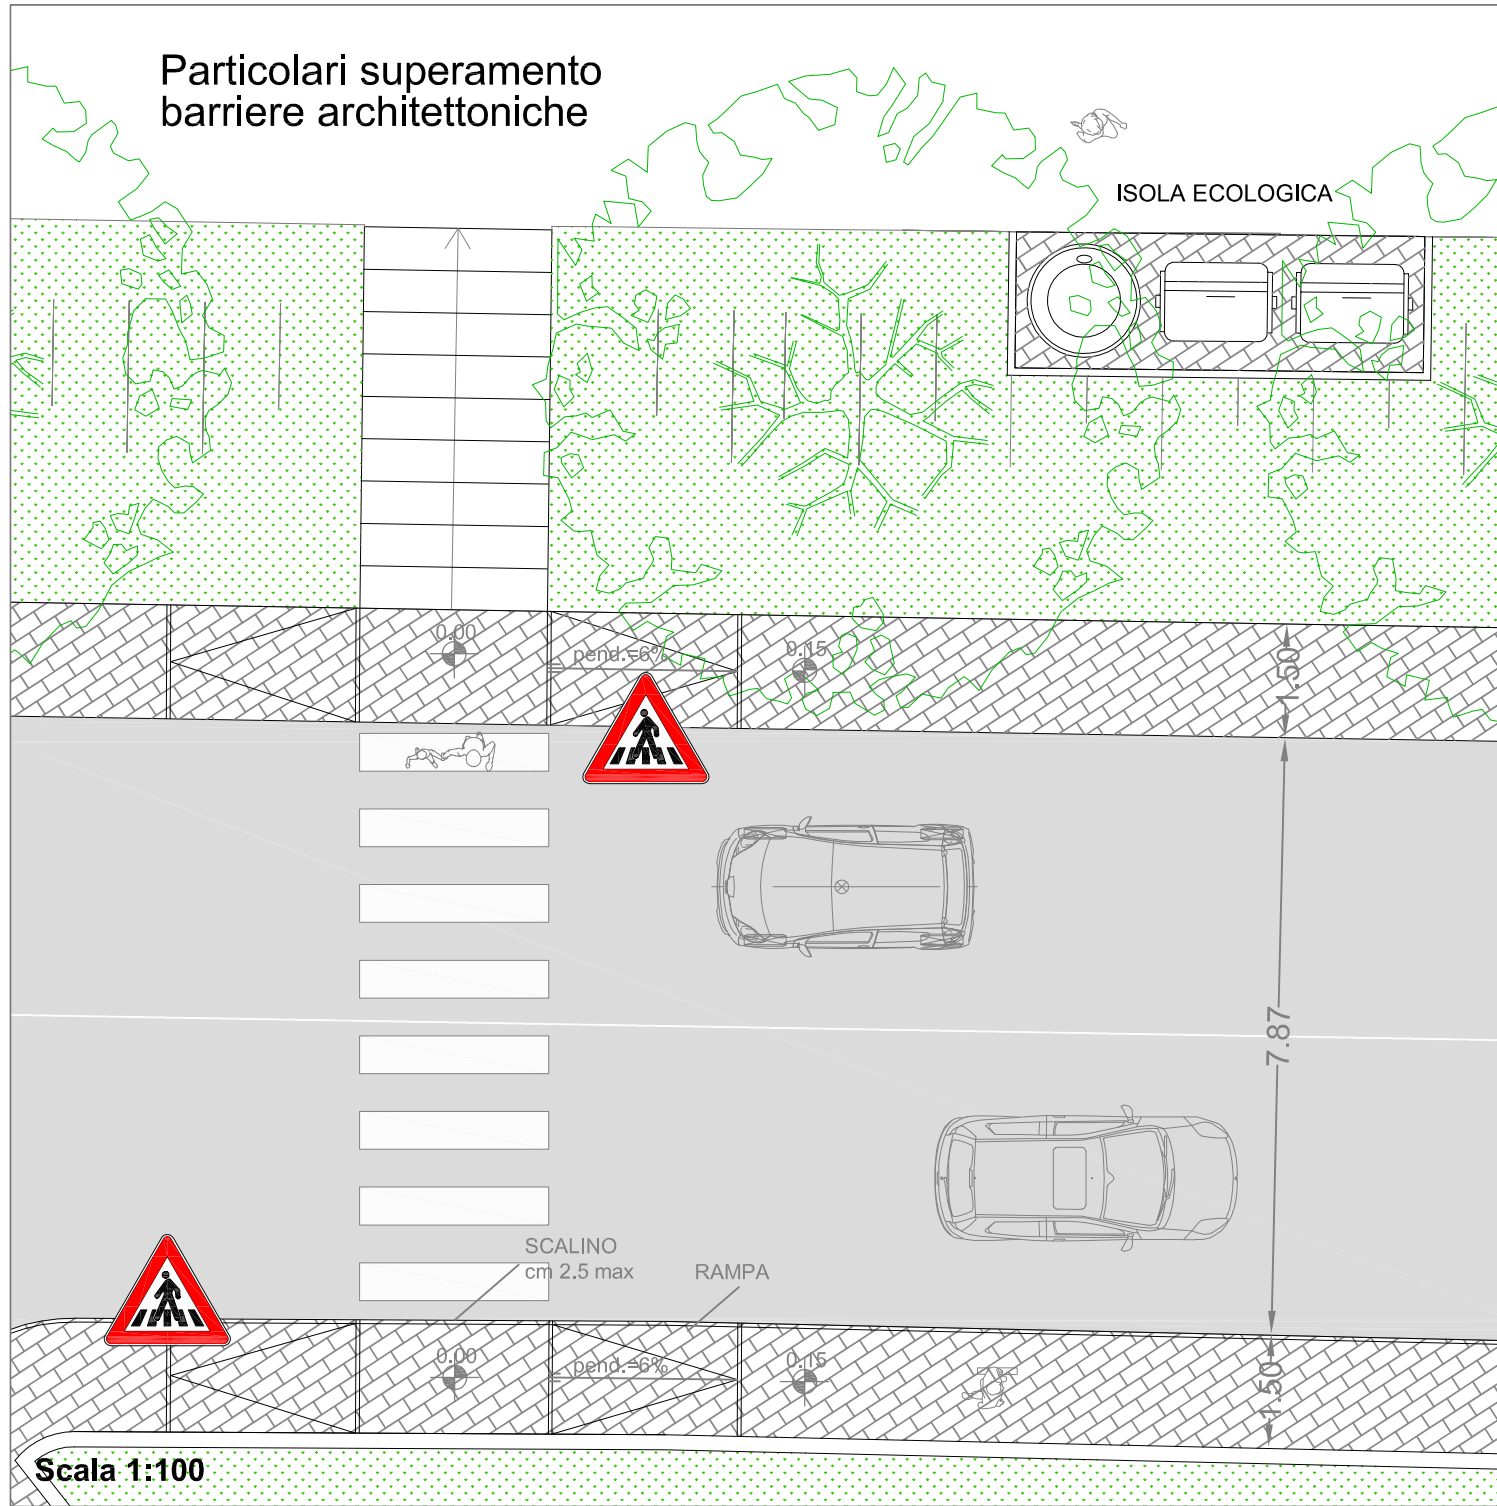 Particolari superamento
barriere architettoniche
ISOLA ECOLOGICA
0.00
pend.=6%
0.15
1.50
7.87
SCALINO
cm 2.5 max
RAMPA
0.00
pend.=6%
0.15
1.50
Scala 1:100